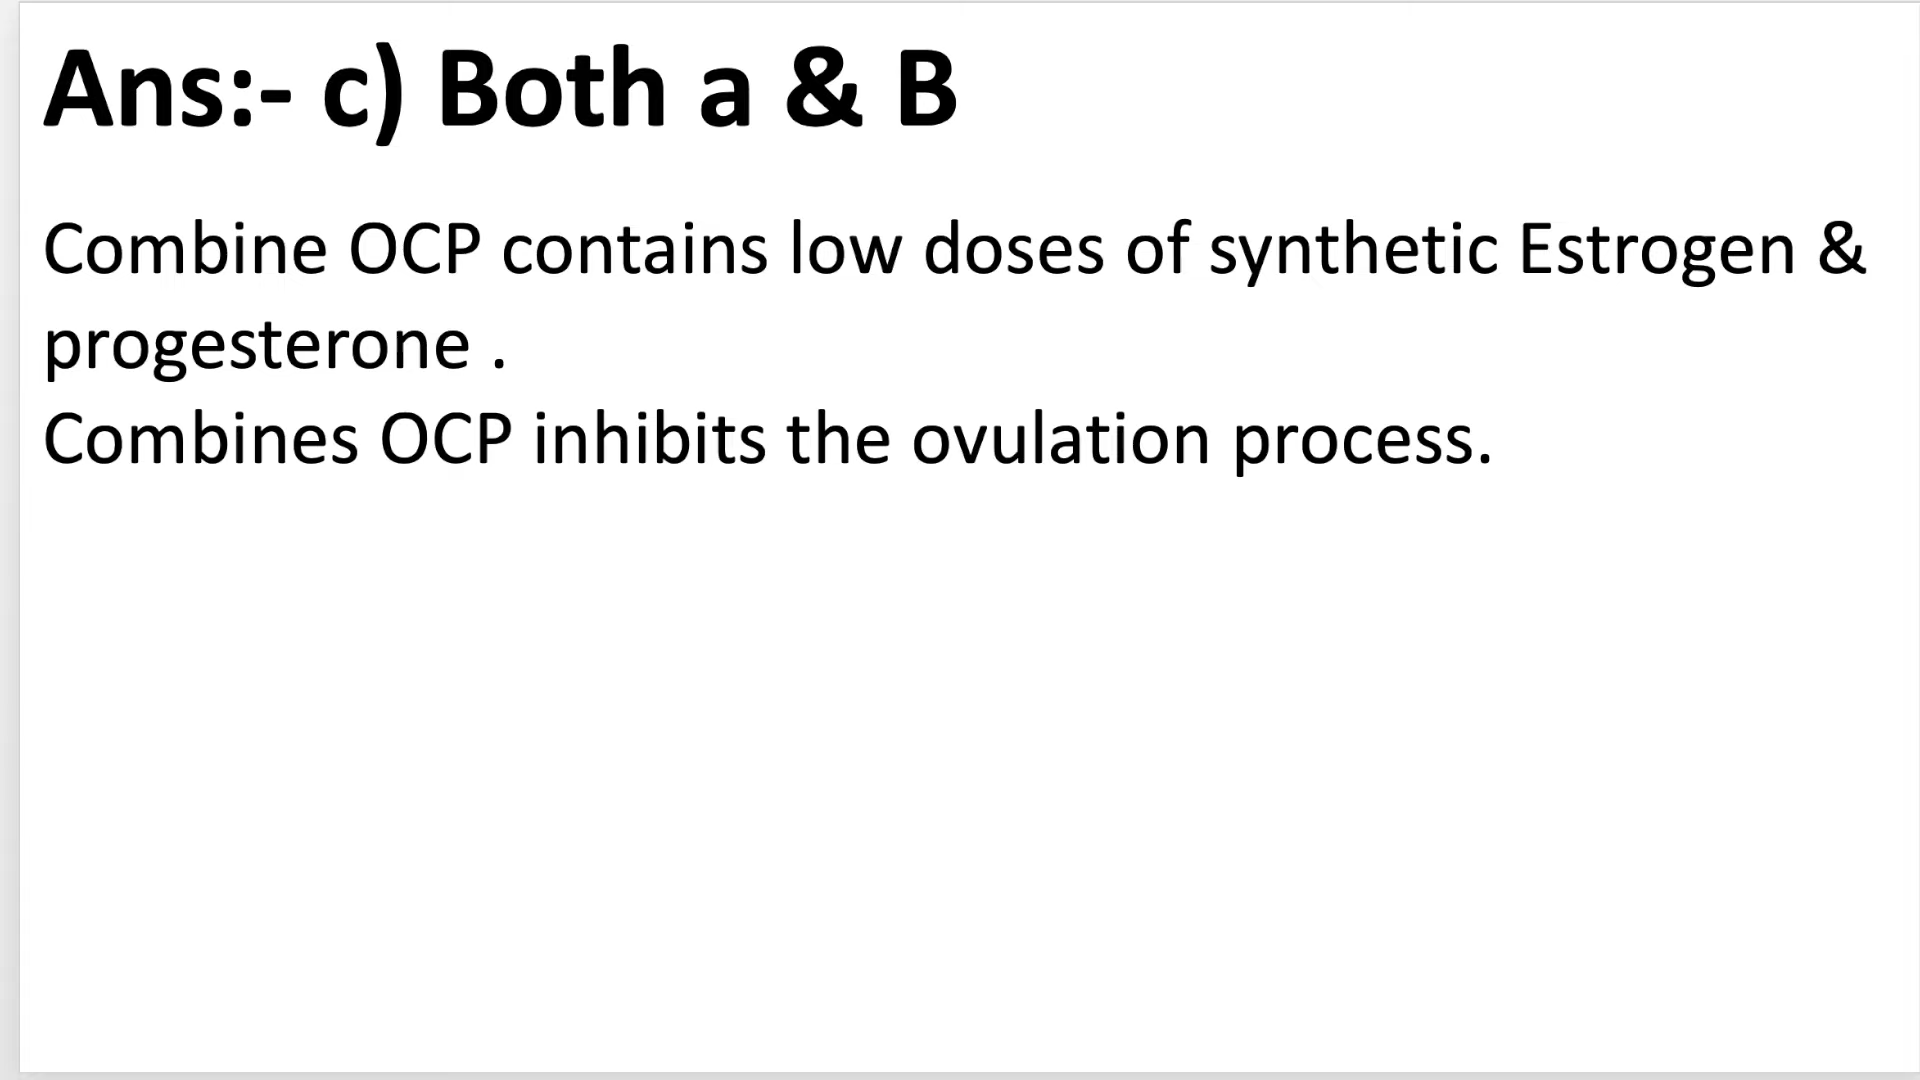 Ans:- c) Both a & B
Combine OCP contains low doses of synthetic Estrogen &
progesterone .
Combines OCP inhibits the ovulation process.